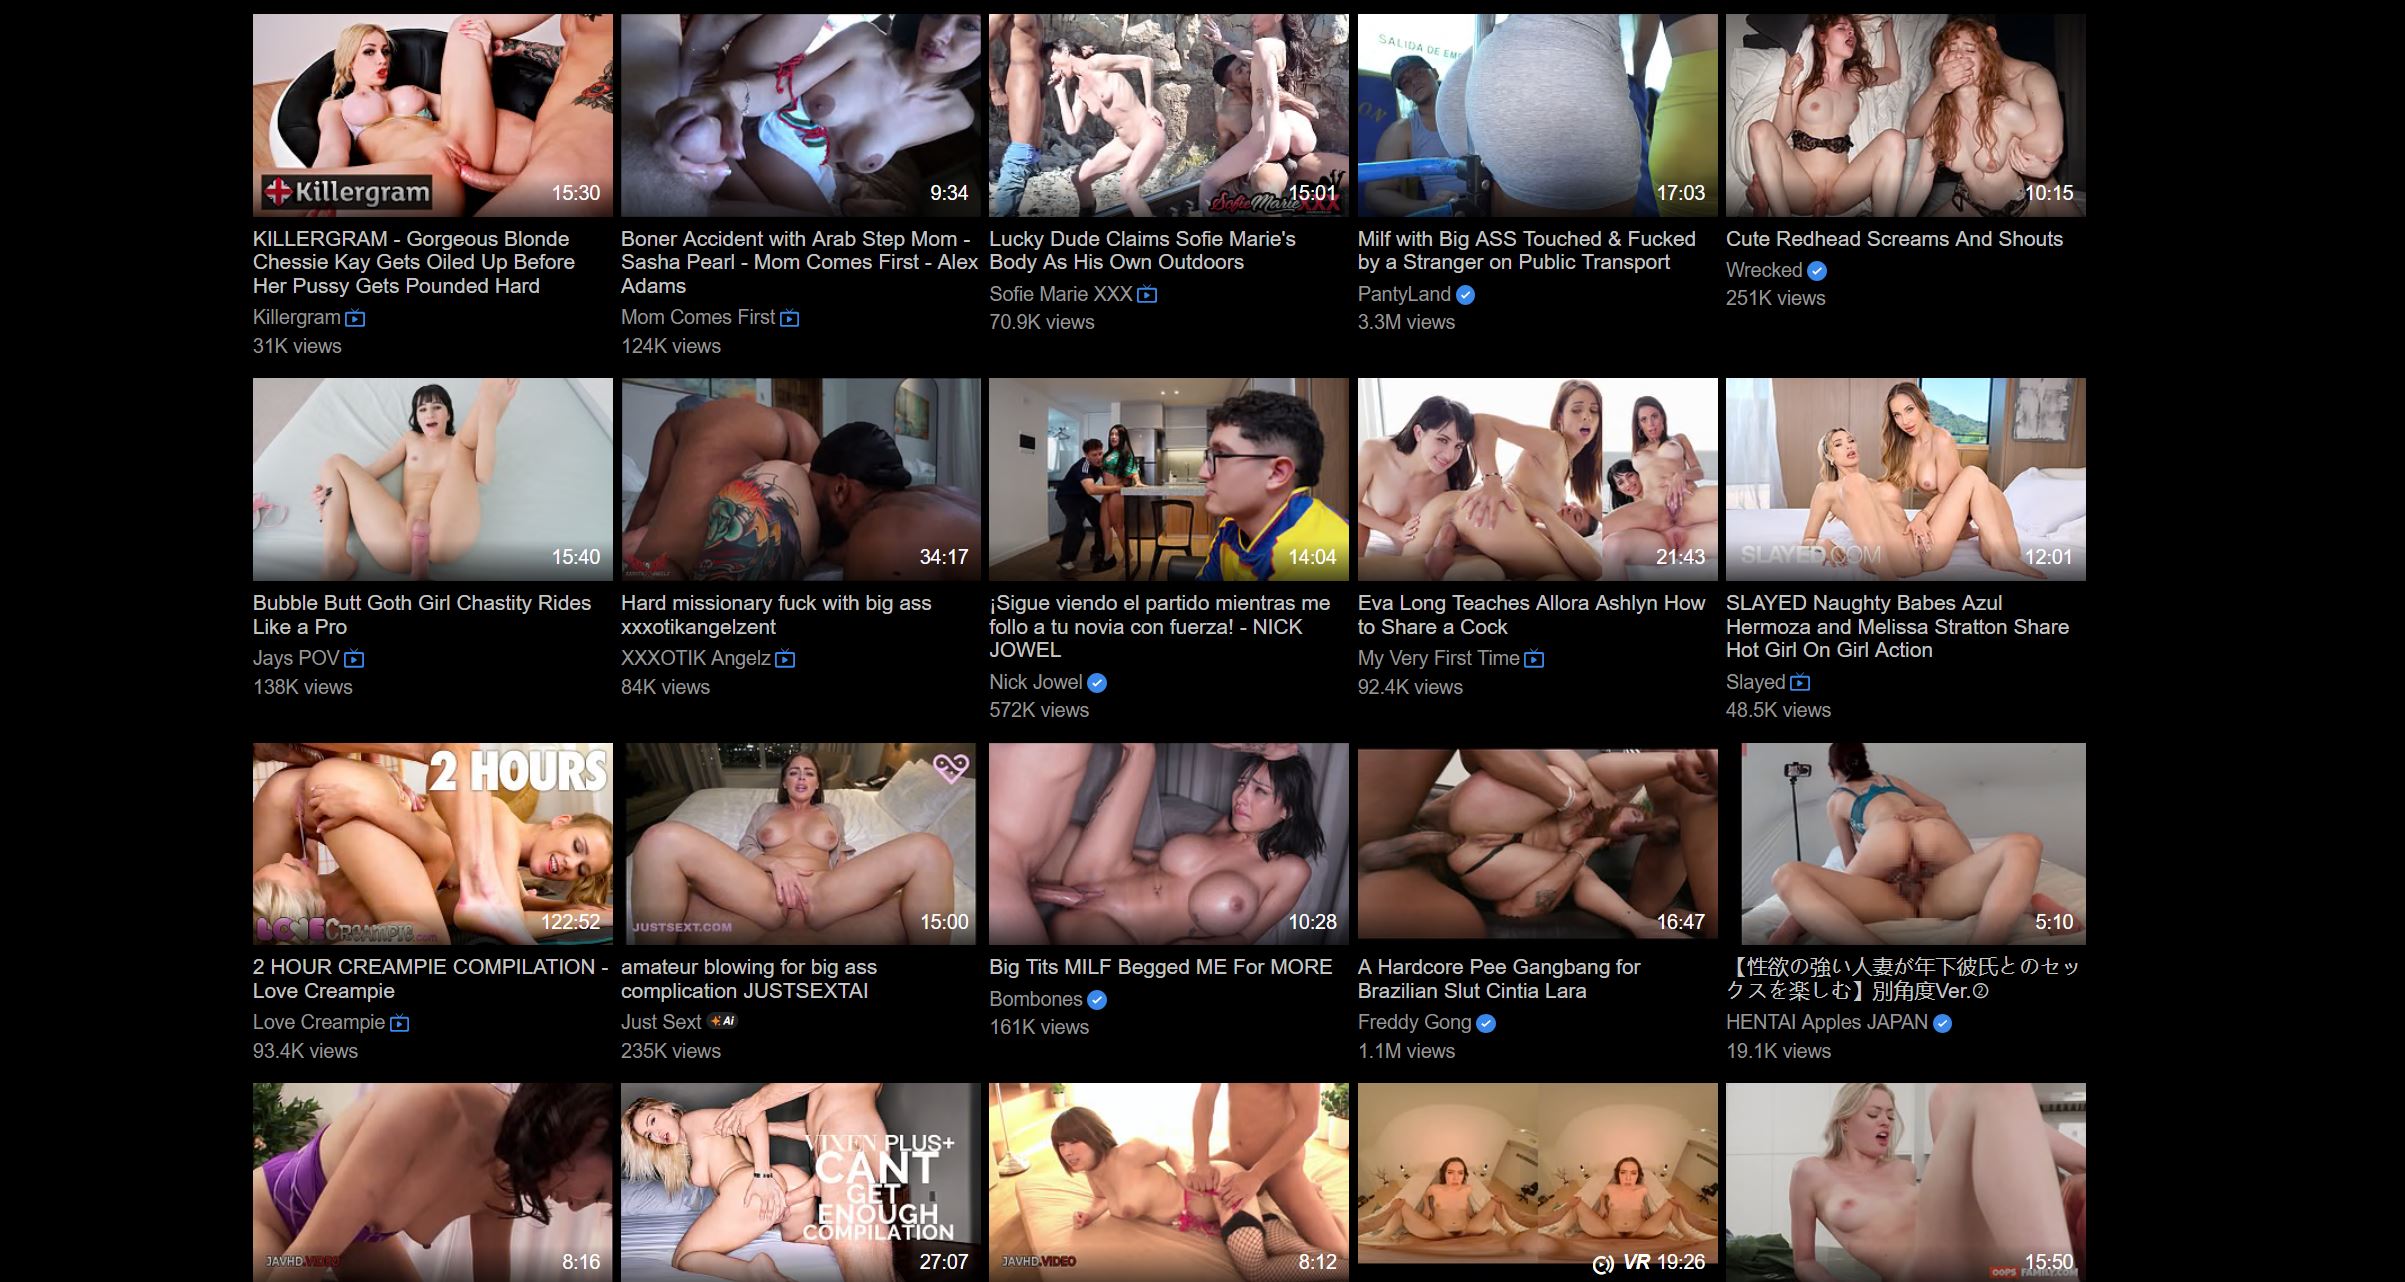 SALIDA DE EMP
Killergram
15:30
9:34
SofieMarieXXX
15:01
17:03
10:15
KILLERGRAM - Gorgeous Blonde
Chessie Kay Gets Oiled Up Before
Her Pussy Gets Pounded Hard
Killergram
31K views
Boner Accident with Arab Step Mom -
Sasha Pearl - Mom Comes First - Alex
Adams
Mom Comes First
124K views
Lucky Dude Claims Sofie Marie's
Body As His Own Outdoors
Sofie Marie XXX
70.9K views
Milf with Big ASS Touched & Fucked
by a Stranger on Public Transport
PantyLand
3.3M views
Cute Redhead Screams And Shouts
Wrecked
251K views
15:40
34:17
14:04
21:43
SLAYED.COM
12:01
Bubble Butt Goth Girl Chastity Rides
Like a Pro
Jays POV
138K views
Hard missionary fuck with big ass
xxxotikangelzent
XXXOTIK Angelz
84K views
¡Sigue viendo el partido mientras me
follo a tu novia con fuerza! - NICK
JOWEL
Nick Jowel
572K views
Eva Long Teaches Allora Ashlyn How
to Share a Cock
My Very First Time
92.4K views
SLAYED Naughty Babes Azul
Hermoza and Melissa Stratton Share
Hot Girl On Girl Action
Slayed
48.5K views
2 HOURS
LOVE Creampie.com
122:52
JUSTSEXT.COM
15:00
10:28
16:47
5:10
2 HOUR CREAMPIE COMPILATION -
Love Creampie
Love Creampie
93.4K views
amateur blowing for big ass
complication JUSTSEXTAI
Just Sext Ai
235K views
Big Tits MILF Begged ME For MORE
Bombones
161K views
A Hardcore Pee Gangbang for
Brazilian Slut Cintia Lara
Freddy Gong
1.1M views
【性欲の強い人妻が年下彼氏とのセッ
クスを楽しむ】別角度Ver.②
HENTAI Apples JAPAN
19.1K views
JAVHD.VIDEO
8:16
VIXEN PLUS+
CANT
GET
ENOUGH
COMPILATION
27:07
JAVHD.VIDEO
8:12
VR 19:26
15:50
OOPS FAMILY.COM